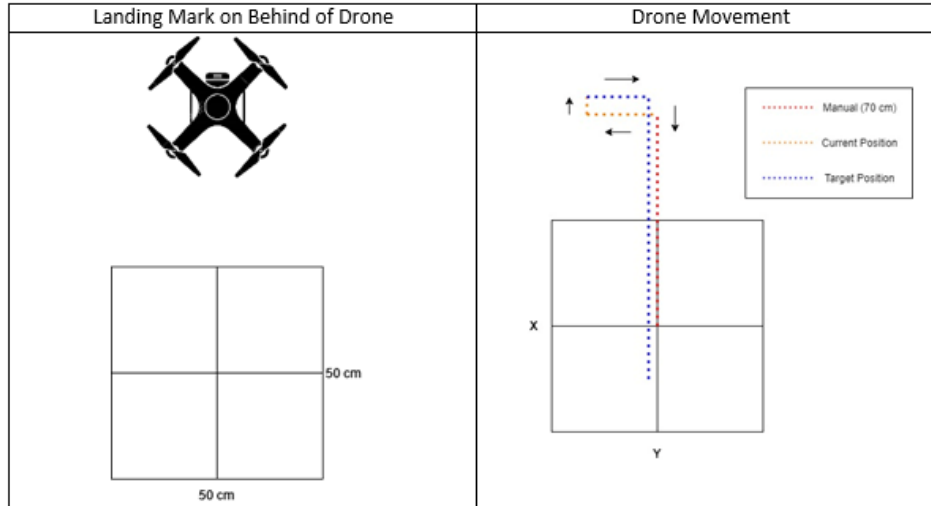 Landing Mark on Behind of Drone
Drone Movement
Manual (70 cm)
Current Position
Target Position
X
50 cm
Y
50 cm